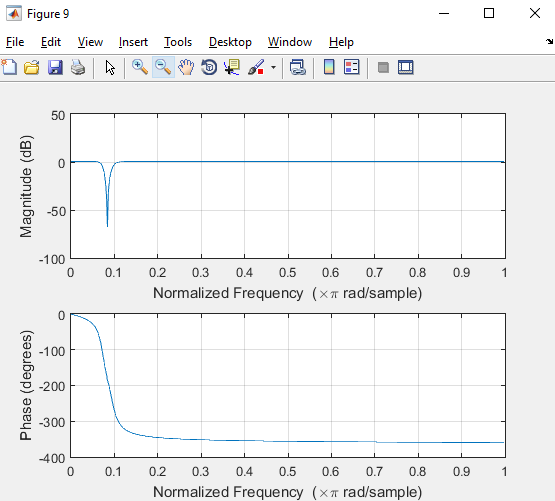 Figure 9
File Edit View Insert Tools Desktop Window Help
50
0
-50
-100
Magnitude (dB)
0 0.1 0.2 0.3 0.4 0.5 0.6 0.7 0.8 0.9 1
Normalized Frequency (×π rad/sample)
0
-100
-200
-300
-400
Phase (degrees)
0 0.1 0.2 0.3 0.4 0.5 0.6 0.7 0.8 0.9 1
Normalized Frequency (×π rad/sample)